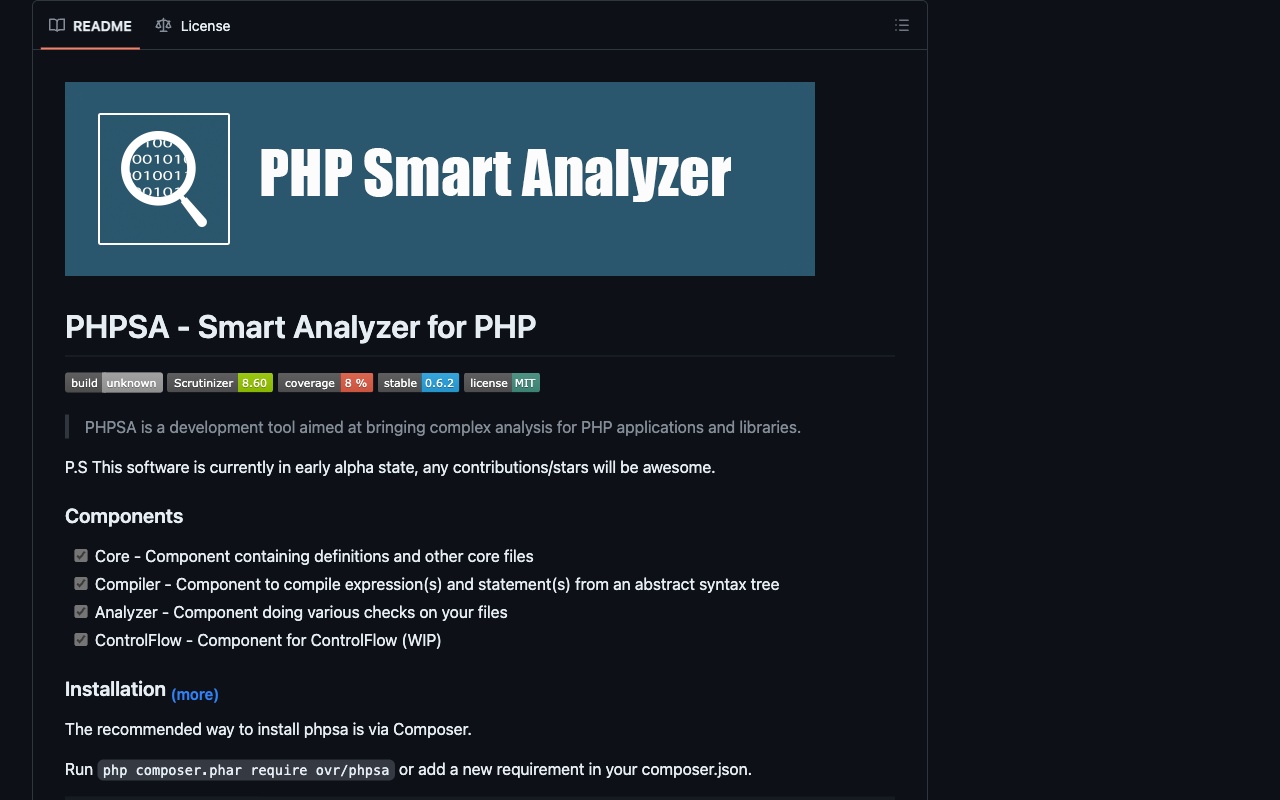 README License
100
001010
010011
0101
PHP Smart Analyzer
PHPSA - Smart Analyzer for PHP
build unknown Scrutinizer 8.60 coverage 8 % stable 0.6.2 license MIT
PHPSA is a development tool aimed at bringing complex analysis for PHP applications and libraries.
P.S This software is currently in early alpha state, any contributions/stars will be awesome.
Components
Core - Component containing definitions and other core files
Compiler - Component to compile expression(s) and statement(s) from an abstract syntax tree
Analyzer - Component doing various checks on your files
ControlFlow - Component for ControlFlow (WIP)
Installation (more)
The recommended way to install phpsa is via Composer.
Run php composer.phar require ovr/phpsa or add a new requirement in your composer.json.